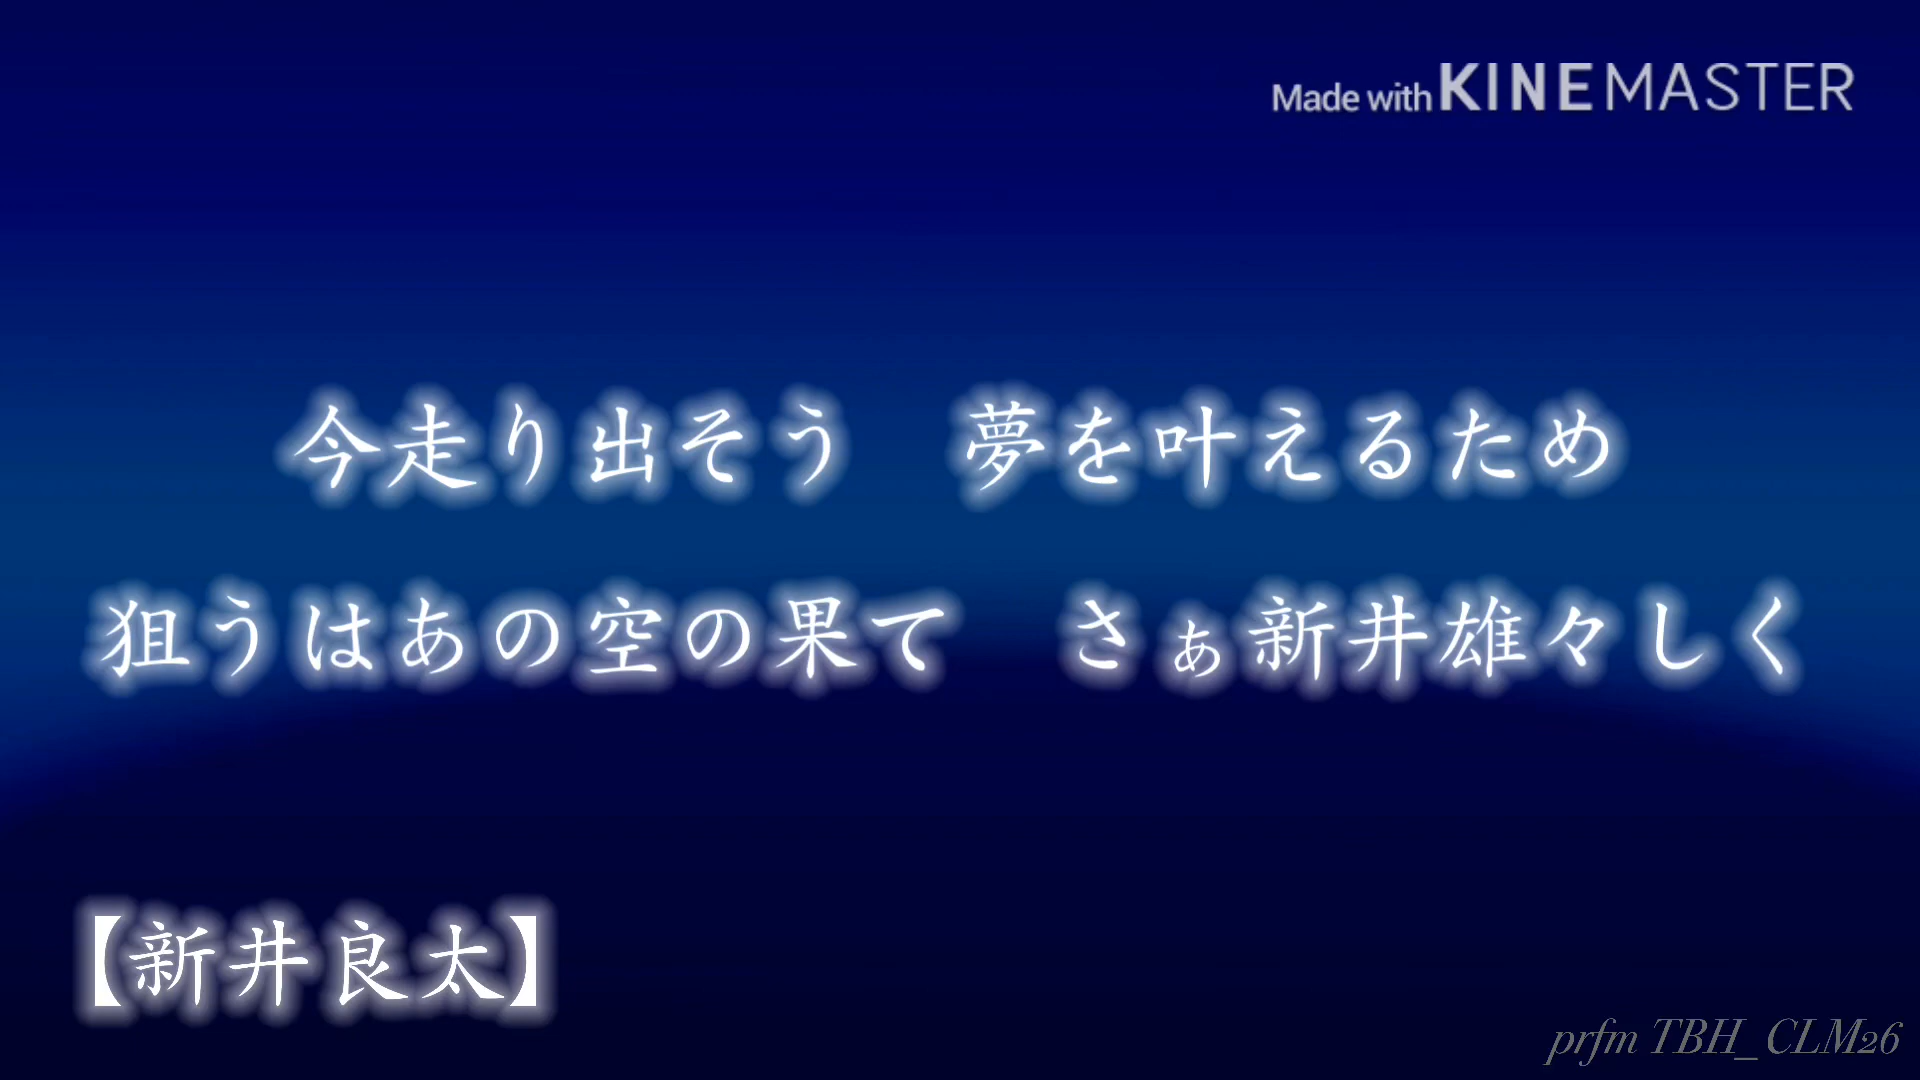 Made with KINEMASTER
今走り出そう　夢を叶えるため
狙うはあの空の果て　さぁ新井雄々しく
【新井良太】
prfm TBH_CLM26